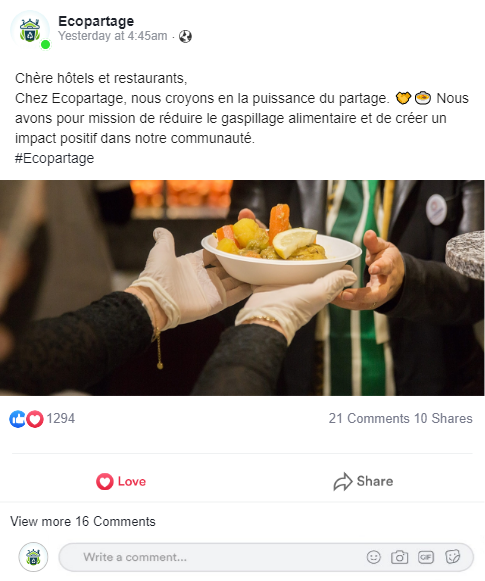 Ecopartage
Yesterday at 4:45am ·
Chère hôtels et restaurants,
Chez Ecopartage, nous croyons en la puissance du partage. 🤝🍲 Nous
avons pour mission de réduire le gaspillage alimentaire et de créer un
impact positif dans notre communauté.
#Ecopartage
1294
21 Comments 10 Shares
Love
Share
View more 16 Comments
Write a comment...
GIF